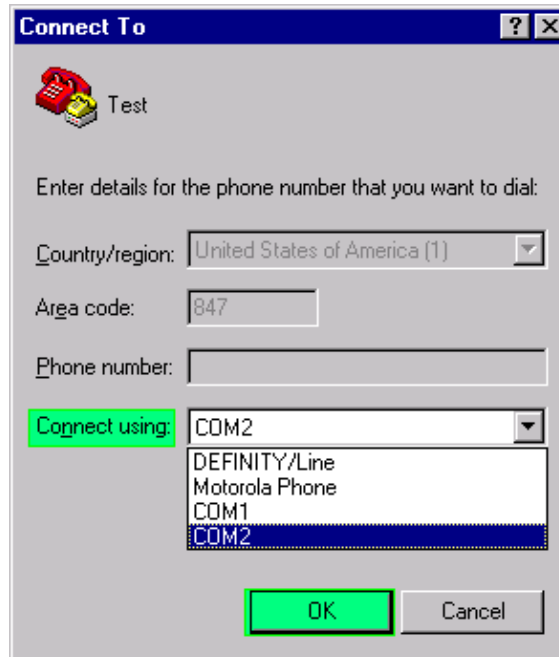 Connect To
Test
Enter details for the phone number that you want to dial:
Country/region: United States of America (1)
Area code: 847
Phone number:
Connect using: COM2
DEFINITY/Line
Motorola Phone
COM1
COM2
OK Cancel